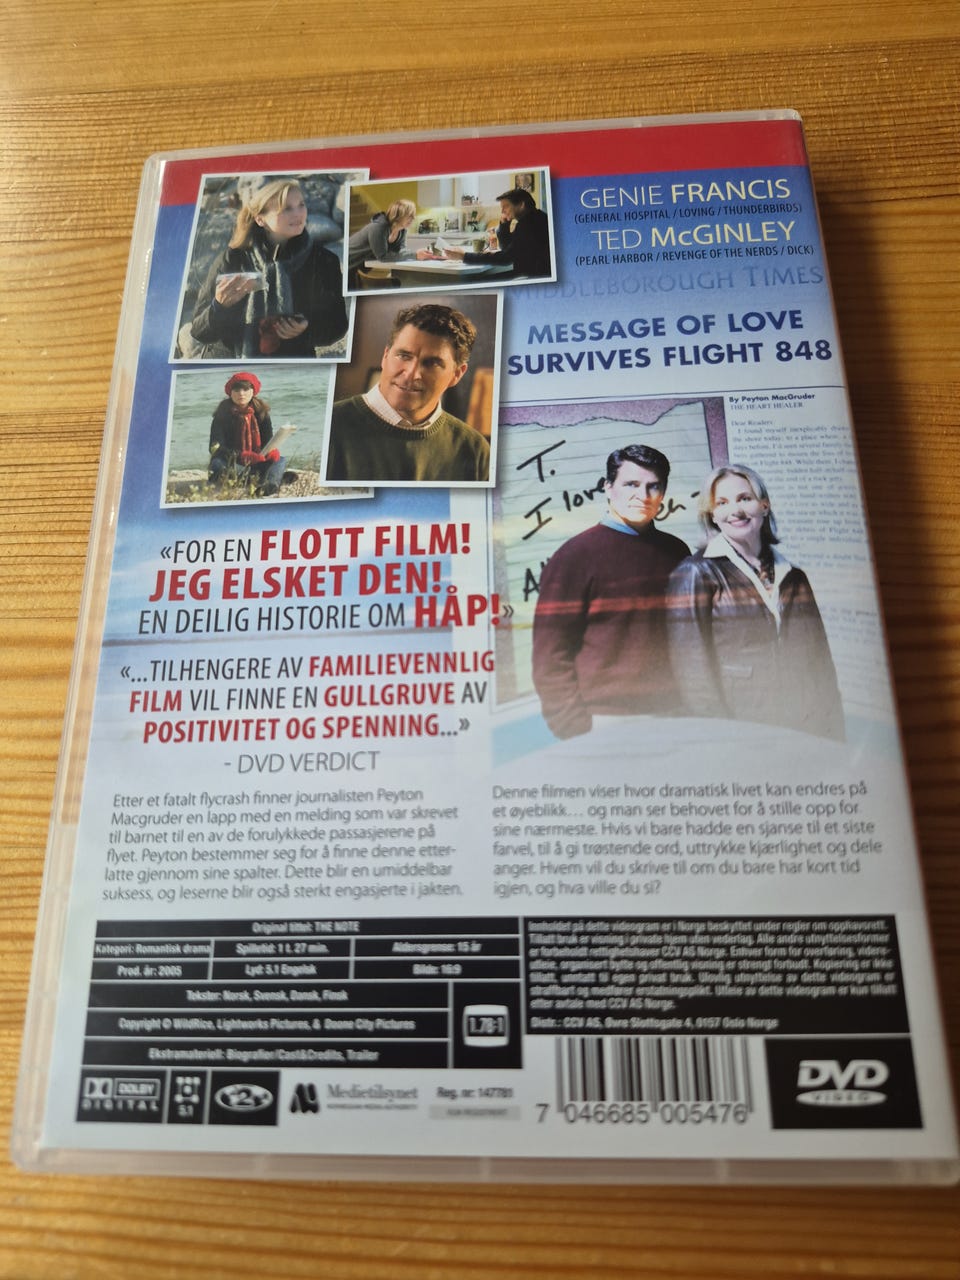 GENIE FRANCIS
(GENERAL HOSPITAL / LOVING / THUNDERBIRDS)
TED McGINLEY
(PEARL HARBOR / REVENGE OF THE NERDS / DICK)
MIDDLEBOROUGH TIMES
MESSAGE OF LOVE
SURVIVES FLIGHT 848
By Peyton MacGruder
THE HEART HEALER
Dear Readers:
T.
I love
«FOR EN FLOTT FILM!
JEG ELSKET DEN!
EN DEILIG HISTORIE OM HÅP!»
«...TILHENGERE AV FAMILIEVENNLIG
FILM VIL FINNE EN GULLGRUVE AV
POSITIVITET OG SPENNING...»
- DVD VERDICT
Etter et fatalt flycrash finner journalisten Peyton
Macgruder en lapp med en melding som var skrevet
til barnet til en av de forulykkede passasjerene på
flyet. Peyton bestemmer seg for å finne denne etter-
latte gjennom sine spalter. Dette blir en umiddelbar
suksess, og leserne blir også sterkt engasjerte i jakten.
Denne filmen viser hvor dramatisk livet kan endres på
et øyeblikk... og man ser behovet for å stille opp for
sine nærmeste. Hvis vi bare hadde en sjanse til et siste
farvel, til å gi trøstende ord, uttrykke kjærlighet og dele
anger. Hvem vil du skrive til om du bare har kort tid
igjen, og hva ville du si?
Original tittel: THE NOTE
Kategori: Romantisk drama
Spilletid: 1 t. 27 min.
Aldersgrense: 15 år
Prod. år: 2005
Lyd: 5.1 Engelsk
Bilde: 16:9
Tekster: Norsk, Svensk, Dansk, Finsk
Copyright © WildRice, Lightworks Pictures, & Doone City Pictures
Ekstramateriell: Biografier/Cast&Credits, Trailer
1.78:1
Innholdet på dette videogram er i Norge beskyttet under regler om opphavsrett.
Tillatt bruk er visning i private hjem uten vederlag. Alle andre utnyttelsesformer
er forbeholdt rettighetshaver CCV AS Norge. Enhver form for overføring, videre-
salg, organisert bytte og offentlig visning er strengt forbudt. Kopiering er ikke
tillatt, unntatt til egen privat bruk. Ulovlig utnyttelse av dette videogram er
straffbart og medfører erstatningsplikt. Utleie av dette videogram er kun tillatt
etter avtale med CCV AS Norge.
Distr.: CCV AS, Øvre Slottsgate 4, 0157 Oslo Norge
DOLBY
DIGITAL
5.1
2
Medietilsynet
NORWEGIAN MEDIA AUTHORITY
Reg. nr: 147781
7 046685 005476
DVD
VIDEO